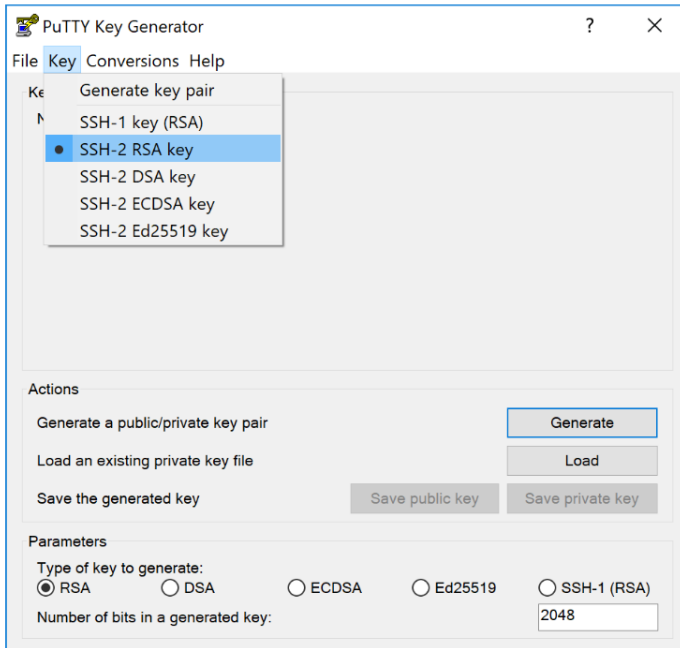 PuTTY Key Generator
File Key Conversions Help
Ke
Generate key pair
N
SSH-1 key (RSA)
SSH-2 RSA key
SSH-2 DSA key
SSH-2 ECDSA key
SSH-2 Ed25519 key
Actions
Generate a public/private key pair Generate
Load an existing private key file Load
Save the generated key Save public key Save private key
Parameters
Type of key to generate:
RSA DSA ECDSA Ed25519 SSH-1 (RSA)
Number of bits in a generated key: 2048